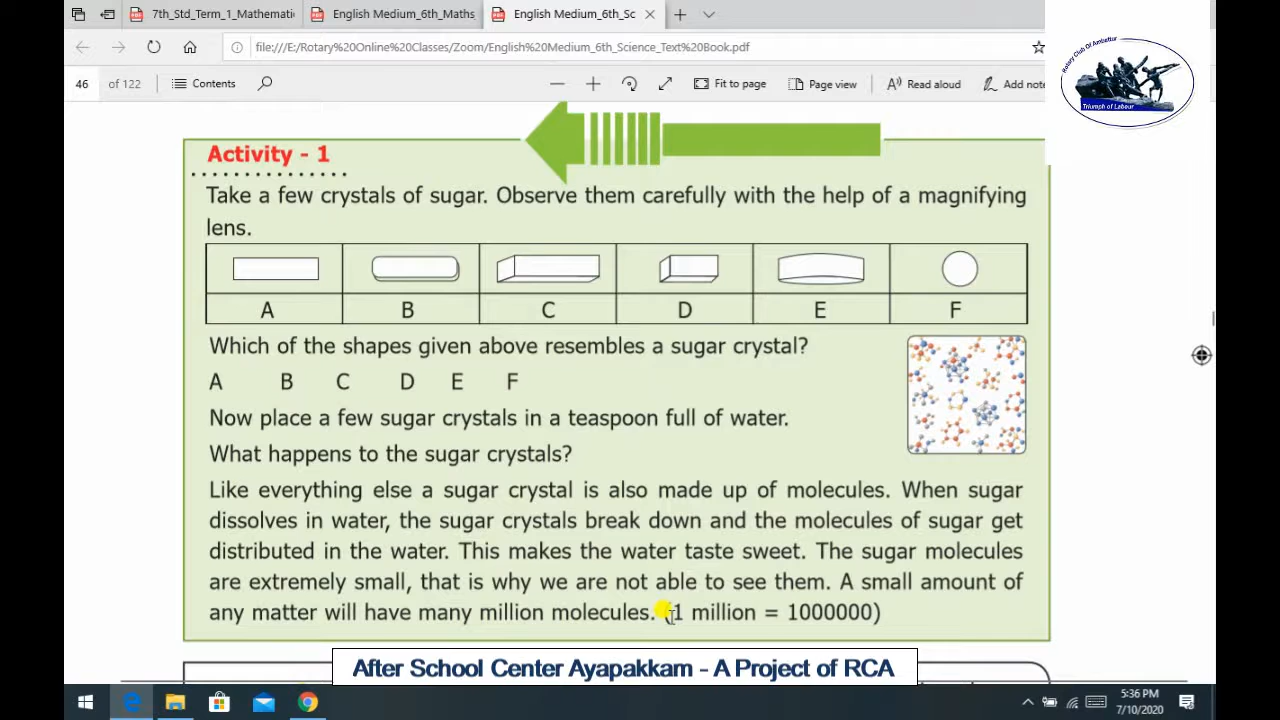 7th_Std_Term_1_Mathemati
English Medium_6th_Maths
English Medium_6th_Sc
file:///E:/Rotary%20Online%20Classes/Zoom/English%20Medium_6th_Science_Text%20Book.pdf
46 of 122 Contents Fit to page Page view Read aloud Add note
Rotary Club Of Ambattur
Triumph of Labour
Activity - 1
Take a few crystals of sugar. Observe them carefully with the help of a magnifying
lens.
A B C D E F
Which of the shapes given above resembles a sugar crystal?
A B C D E F
Now place a few sugar crystals in a teaspoon full of water.
What happens to the sugar crystals?
Like everything else a sugar crystal is also made up of molecules. When sugar
dissolves in water, the sugar crystals break down and the molecules of sugar get
distributed in the water. This makes the water taste sweet. The sugar molecules
are extremely small, that is why we are not able to see them. A small amount of
any matter will have many million molecules. (1 million = 1000000)
After School Center Ayapakkam - A Project of RCA
5:36 PM
7/10/2020